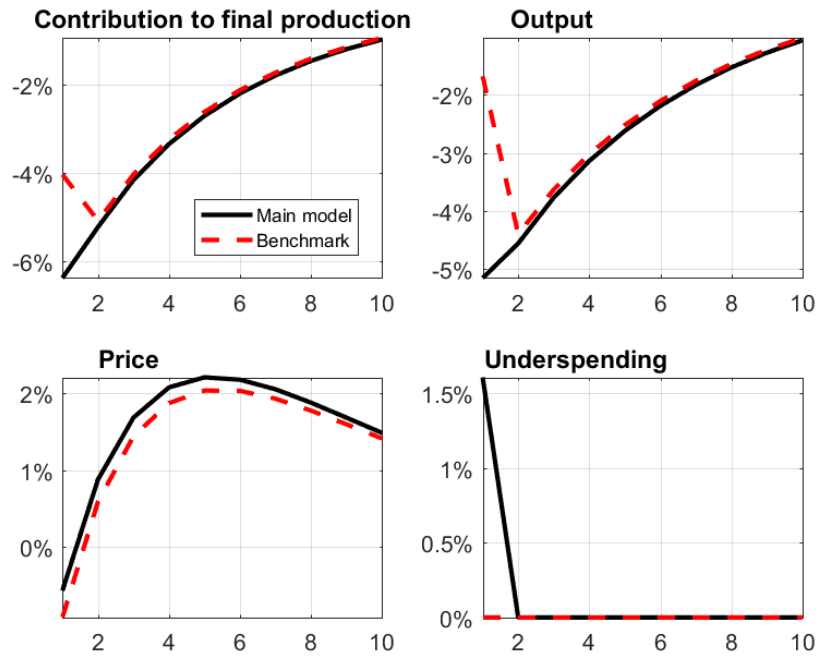 Contribution to final production
-2%
-4%
-6%
Main model
Benchmark
2 4 6 8 10
Output
-2%
-3%
-4%
-5%
2 4 6 8 10
Price
2%
1%
0%
2 4 6 8 10
Underspending
1.5%
1%
0.5%
0%
2 4 6 8 10